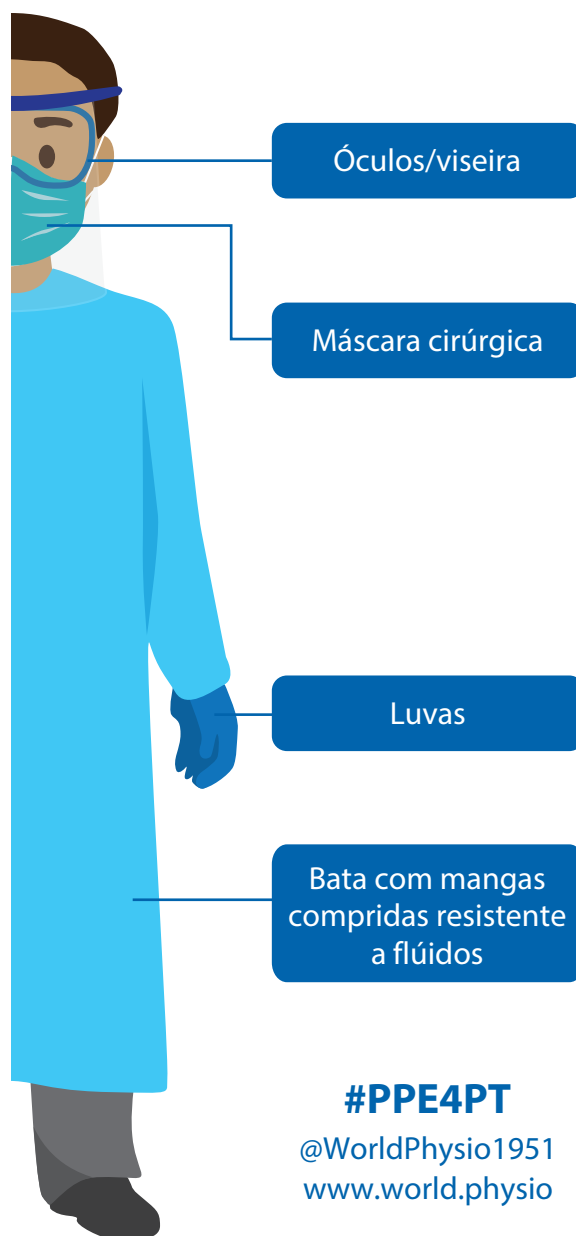 Óculos/viseira
Máscara cirúrgica
Luvas
Bata com mangas
compridas resistente
a flúidos
#PPE4PT
@WorldPhysio1951
www.world.physio